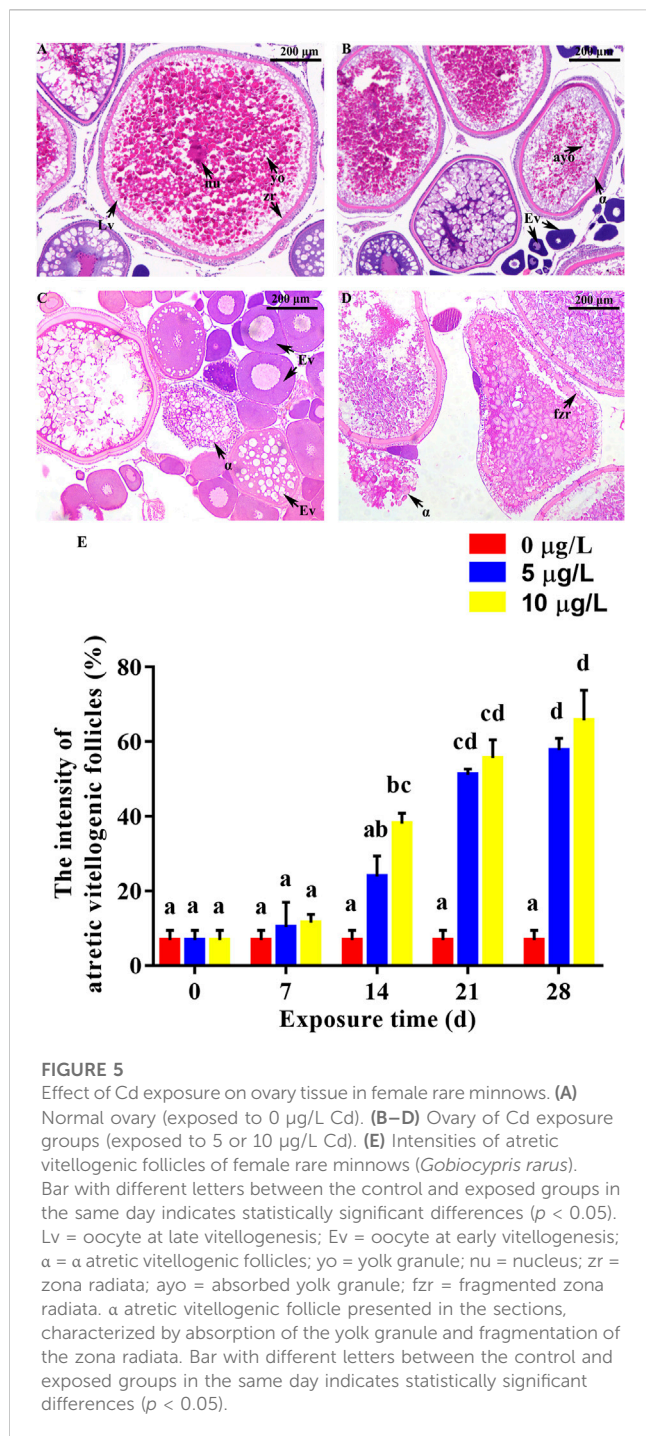 A
200 µm
nu
yo
zr
Lv
B
200 µm
ayo
α
Ev
C
200 µm
Ev
α
Ev
D
200 µm
fzr
α
E
0 µg/L
5 µg/L
10 µg/L
The intensity of
atretic vitellogenic follicles (%)
80
60
40
20
0
a a a
a a a
a ab bc
a cd cd
a d d
0 7 14 21 28
Exposure time (d)
FIGURE 5
Effect of Cd exposure on ovary tissue in female rare minnows. (A)
Normal ovary (exposed to 0 µg/L Cd). (B–D) Ovary of Cd exposure
groups (exposed to 5 or 10 µg/L Cd). (E) Intensities of atretic
vitellogenic follicles of female rare minnows (Gobiocypris rarus).
Bar with different letters between the control and exposed groups in
the same day indicates statistically significant differences (p < 0.05).
Lv = oocyte at late vitellogenesis; Ev = oocyte at early vitellogenesis;
α = α atretic vitellogenic follicles; yo = yolk granule; nu = nucleus; zr =
zona radiata; ayo = absorbed yolk granule; fzr = fragmented zona
radiata. α atretic vitellogenic follicle presented in the sections,
characterized by absorption of the yolk granule and fragmentation of
the zona radiata. Bar with different letters between the control and
exposed groups in the same day indicates statistically significant
differences (p < 0.05).